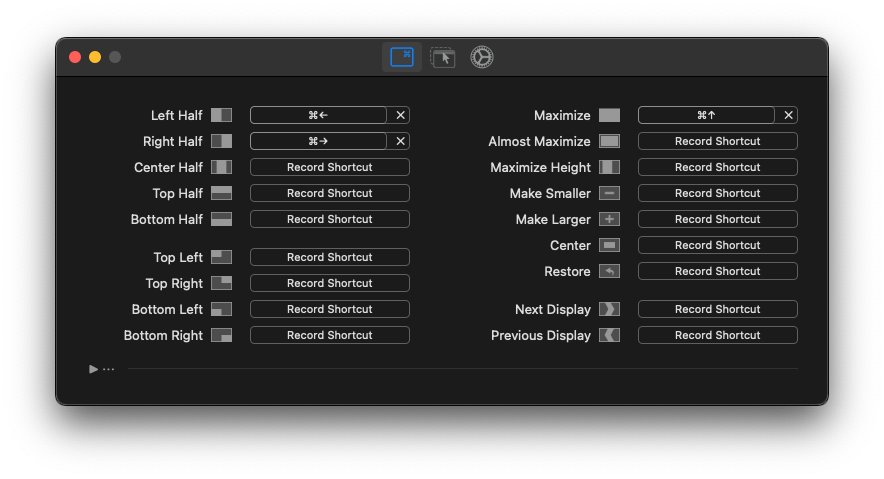 Left Half ⌘←
Right Half ⌘→
Center Half Record Shortcut
Top Half Record Shortcut
Bottom Half Record Shortcut
Top Left Record Shortcut
Top Right Record Shortcut
Bottom Left Record Shortcut
Bottom Right Record Shortcut
Maximize ⌘↑
Almost Maximize Record Shortcut
Maximize Height Record Shortcut
Make Smaller Record Shortcut
Make Larger Record Shortcut
Center Record Shortcut
Restore Record Shortcut
Next Display Record Shortcut
Previous Display Record Shortcut
...